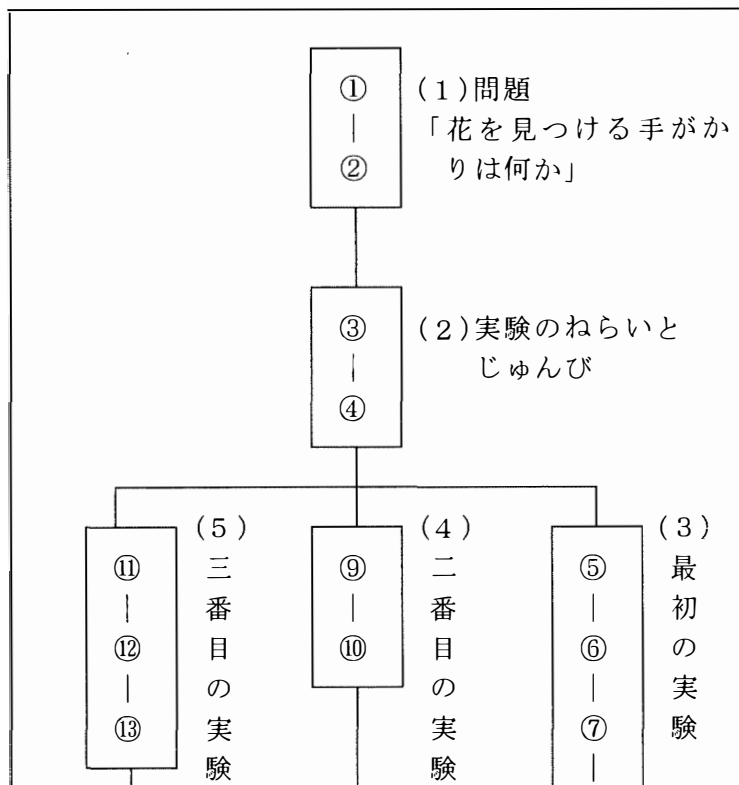 ①
②
(1)問題
「花を見つける手がか
りは何か」
③
④
(2)実験のねらいと
じゅんび
(3)最初の実験
⑤
⑥
⑦
(4)二番目の実験
⑨
⑩
(5)三番目の実験
⑪
⑫
⑬